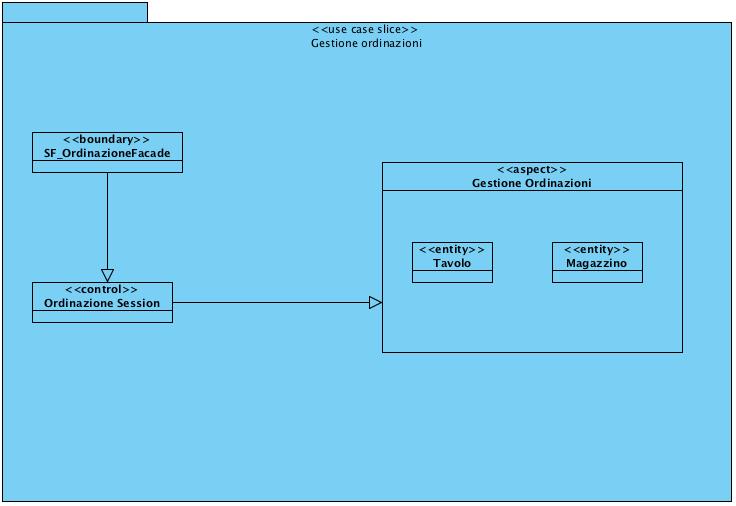 <<use case slice>>
Gestione ordinazioni
<<boundary>>
SF_OrdinazioneFacade
<<aspect>>
Gestione Ordinazioni
<<entity>>
Tavolo
<<entity>>
Magazzino
<<control>>
Ordinazione Session